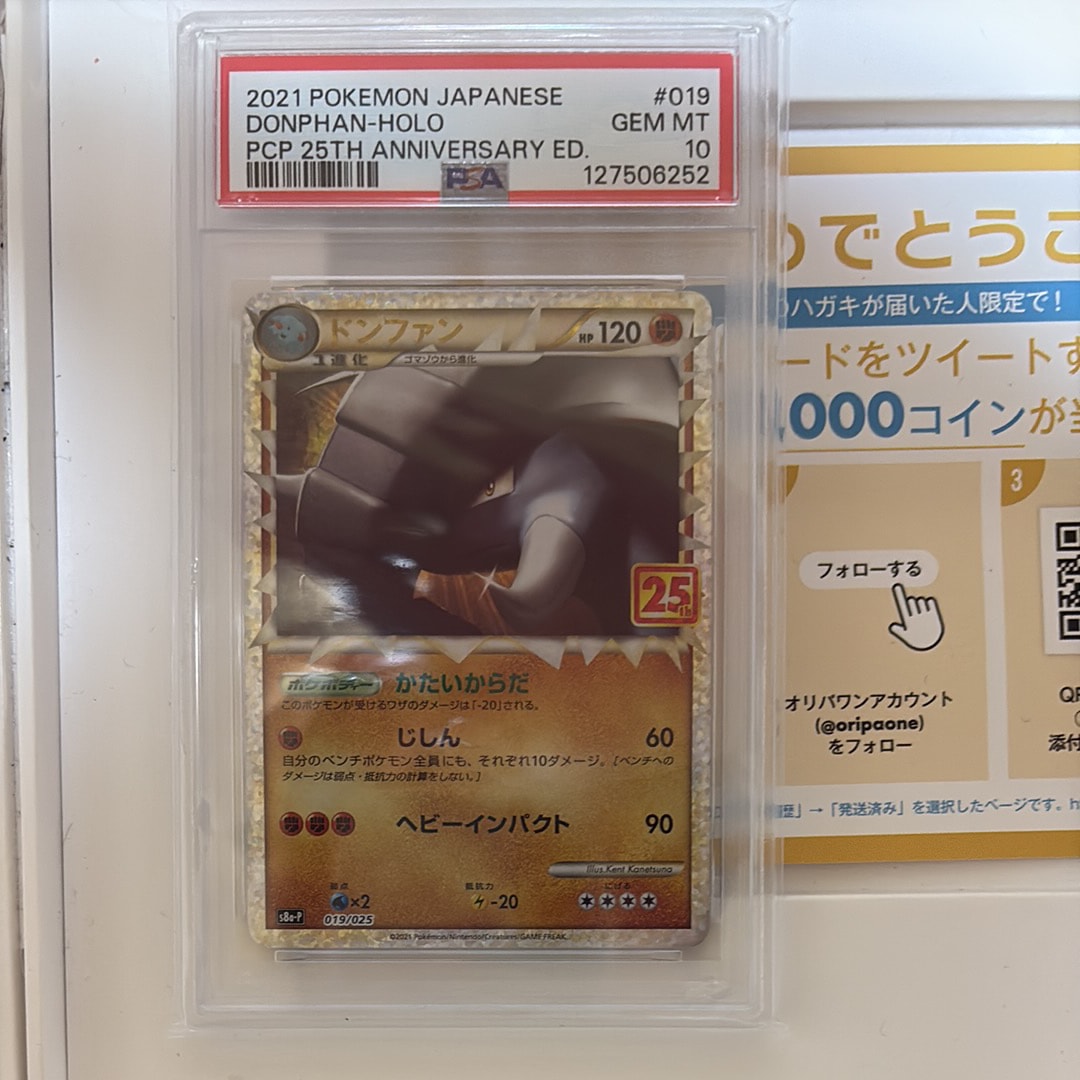 2021 POKEMON JAPANESE #019
DONPHAN-HOLO GEM MT
PCP 25TH ANNIVERSARY ED. 10
PSA 127506252
ドンファン HP 120
1進化 ゴマゾウから進化
25th
ポケボディー かたいからだ
このポケモンが受けるワザのダメージは「-20」される。
じしん 60
自分のベンチポケモン全員にも、それぞれ10ダメージ。[ベンチへの
ダメージは弱点・抵抗力の計算をしない。]
ヘビーインパクト 90
Illus.Kent Kanetsuna
弱点 抵抗力 にげる
×2 -20
s8a-P 019/025
©2021 Pokémon/Nintendo/Creatures/GAME FREAK.
でとうご
ハガキが届いた人限定で!
ードをツイートす
,000コインが当
3
フォローする
オリパワンアカウント
(@oripaone)
をフォロー
QR
添付
歴」→「発送済み」を選択したページです。